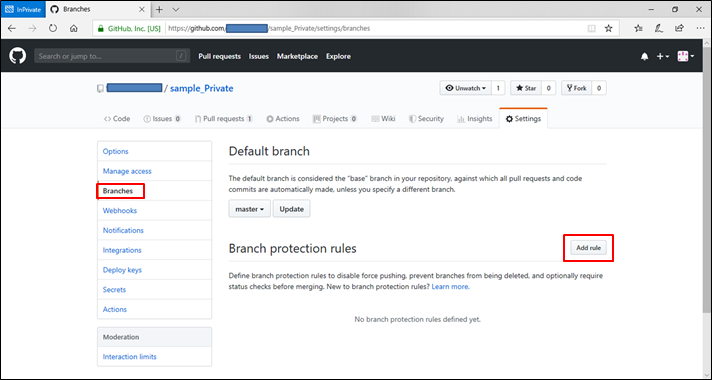 InPrivate
Branches
GitHub, Inc. [US]
https://github.com/
/sample_Private/settings/branches
Search or jump to...
/
Pull requests
Issues
Marketplace
Explore
/ sample_Private
Unwatch
1
Star
0
Fork
0
Code
Issues 0
Pull requests 1
Actions
Projects 0
Wiki
Security
Insights
Settings
Options
Manage access
Branches
Webhooks
Notifications
Integrations
Deploy keys
Secrets
Actions
Moderation
Interaction limits
Default branch
The default branch is considered the "base" branch in your repository, against which all pull requests and code
commits are automatically made, unless you specify a different branch.
master
Update
Branch protection rules
Add rule
Define branch protection rules to disable force pushing, prevent branches from being deleted, and optionally require
status checks before merging. New to branch protection rules? Learn more.
No branch protection rules defined yet.